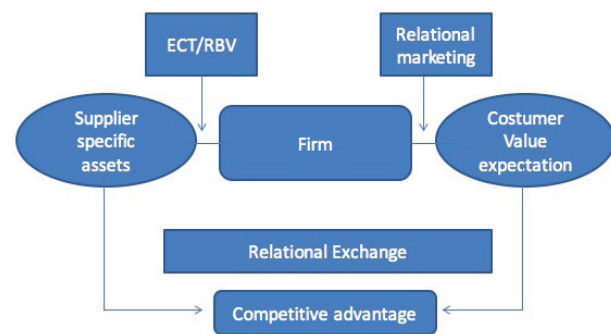 ECT/RBV
Relational
marketing
Supplier
specific
assets
Firm
Costumer
Value
expectation
Relational Exchange
Competitive advantage